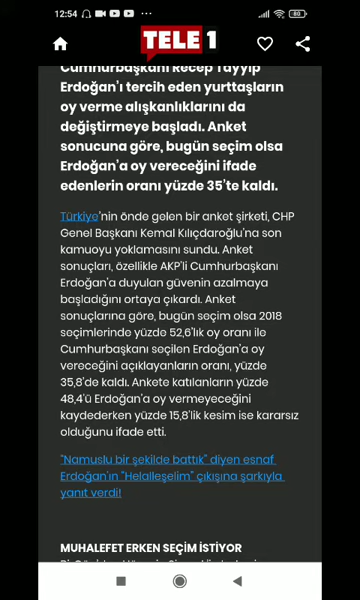 12:54
80
TELE 1
Cumhurbaşkanı Recep Tayyip
Erdoğan'ı tercih eden yurttaşların
oy verme alışkanlıklarını da
değiştirmeye başladı. Anket
sonucuna göre, bugün seçim olsa
Erdoğan'a oy vereceğini ifade
edenlerin oranı yüzde 35'te kaldı.
Türkiye'nin önde gelen bir anket şirketi, CHP
Genel Başkanı Kemal Kılıçdaroğlu'na son
kamuoyu yoklamasını sundu. Anket
sonuçları, özellikle AKP'li Cumhurbaşkanı
Erdoğan'a duyulan güvenin azalmaya
başladığını ortaya çıkardı. Anket
sonuçlarına göre, bugün seçim olsa 2018
seçimlerinde yüzde 52,6'lık oy oranı ile
Cumhurbaşkanı seçilen Erdoğan'a oy
vereceğini açıklayanların oranı, yüzde
35,8'de kaldı. Ankete katılanların yüzde
48,4'ü Erdoğan'a oy vermeyeceğini
kaydederken yüzde 15,8'lik kesim ise kararsız
olduğunu ifade etti.
"Namuslu bir şekilde battık" diyen esnaf
Erdoğan'ın "Helalleşelim" çıkışına şarkıyla
yanıt verdi!
MUHALEFET ERKEN SEÇİM İSTİYOR